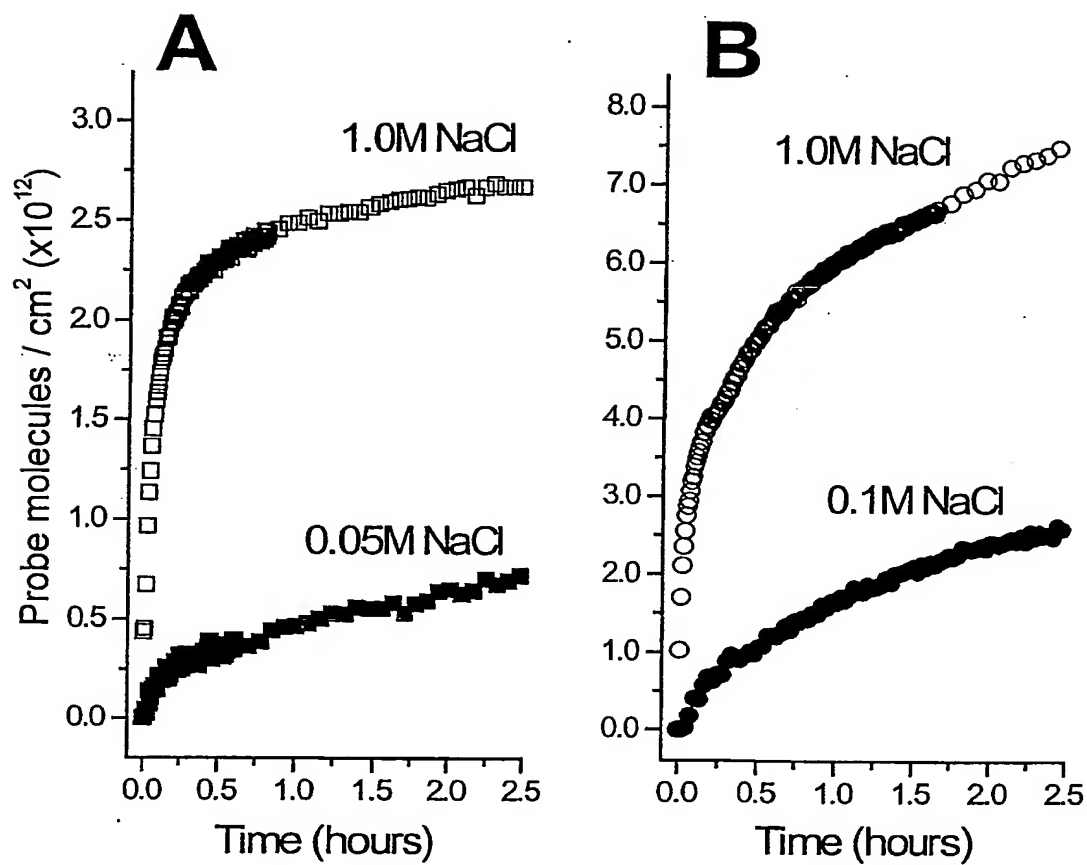 A
B
Probe molecules / cm² (x10¹²)
3.0
2.5
2.0
1.5
1.0
0.5
0.0
1.0M NaCl
0.05M NaCl
0.0 0.5 1.0 1.5 2.0 2.5
Time (hours)
8.0
7.0
6.0
5.0
4.0
3.0
2.0
1.0
0.0
1.0M NaCl
0.1M NaCl
0.0 0.5 1.0 1.5 2.0 2.5
Time (hours)